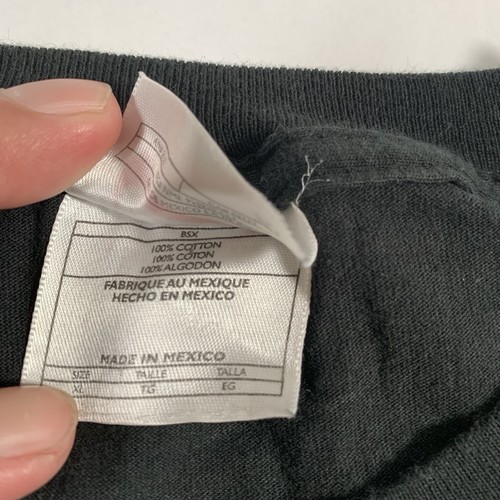 BSX
100% COTTON
100% COTON
100% ALGODON
FABRIQUE AU MEXIQUE
HECHO EN MEXICO
MADE IN MEXICO
SIZE TAILLE TALLA
XL TG EG